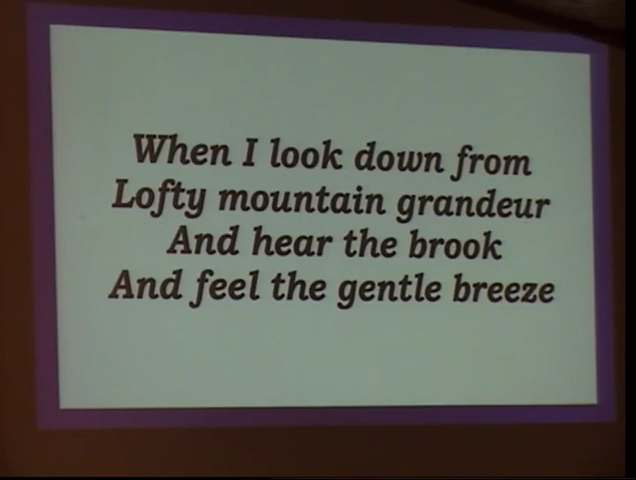 When I look down from
Lofty mountain grandeur
And hear the brook
And feel the gentle breeze